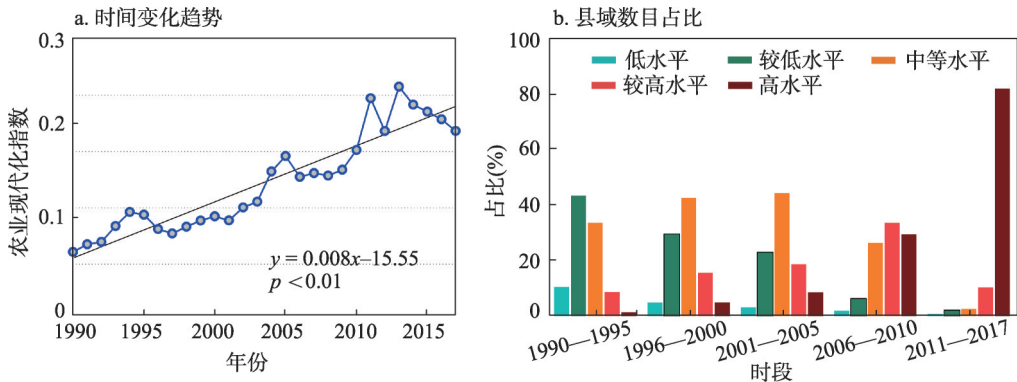 a. 时间变化趋势
0.3
0.2
0.1
0
农业现代化指数
y = 0.008x–15.55
p <0.01
1990 1995 2000 2005 2010 2015
年份
b. 县域数目占比
100
80
60
40
20
0
占比(%)
低水平 较低水平 中等水平
较高水平 高水平
1990—1995 1996—2000 2001—2005 2006—2010 2011—2017
时段